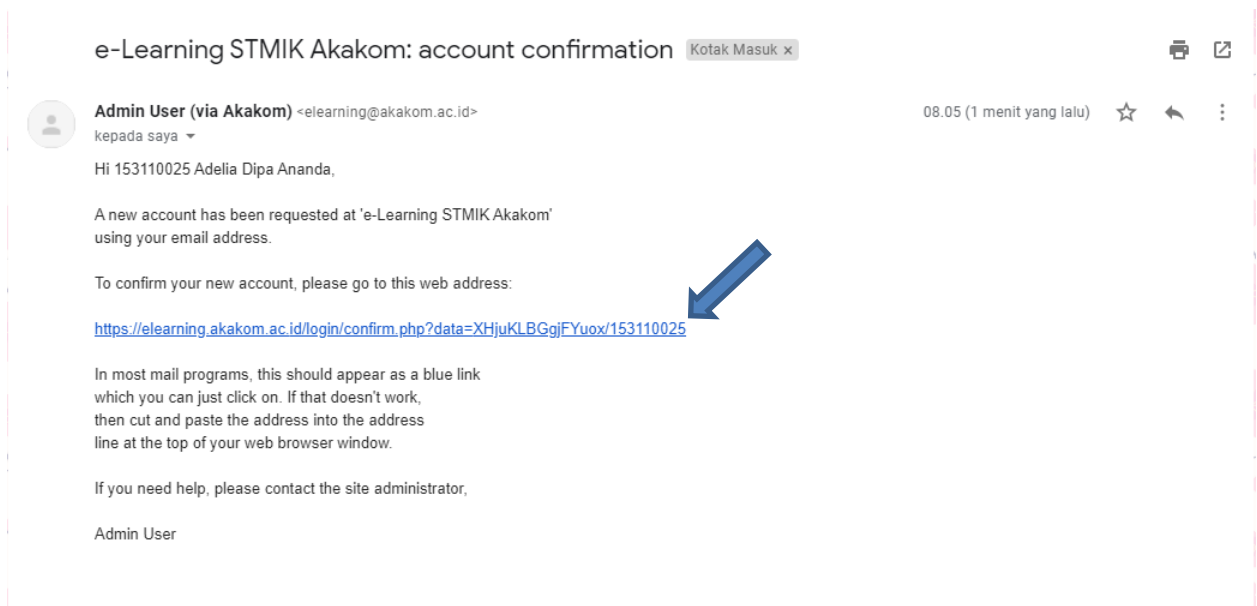 e-Learning STMIK Akakom: account confirmation Kotak Masuk x
Admin User (via Akakom) <elearning@akakom.ac.id> 08.05 (1 menit yang lalu)
kepada saya
Hi 153110025 Adelia Dipa Ananda,
A new account has been requested at 'e-Learning STMIK Akakom'
using your email address.
To confirm your new account, please go to this web address:
https://elearning.akakom.ac.id/login/confirm.php?data=XHjuKLBGgjFYuox/153110025
In most mail programs, this should appear as a blue link
which you can just click on. If that doesn't work,
then cut and paste the address into the address
line at the top of your web browser window.
If you need help, please contact the site administrator,
Admin User